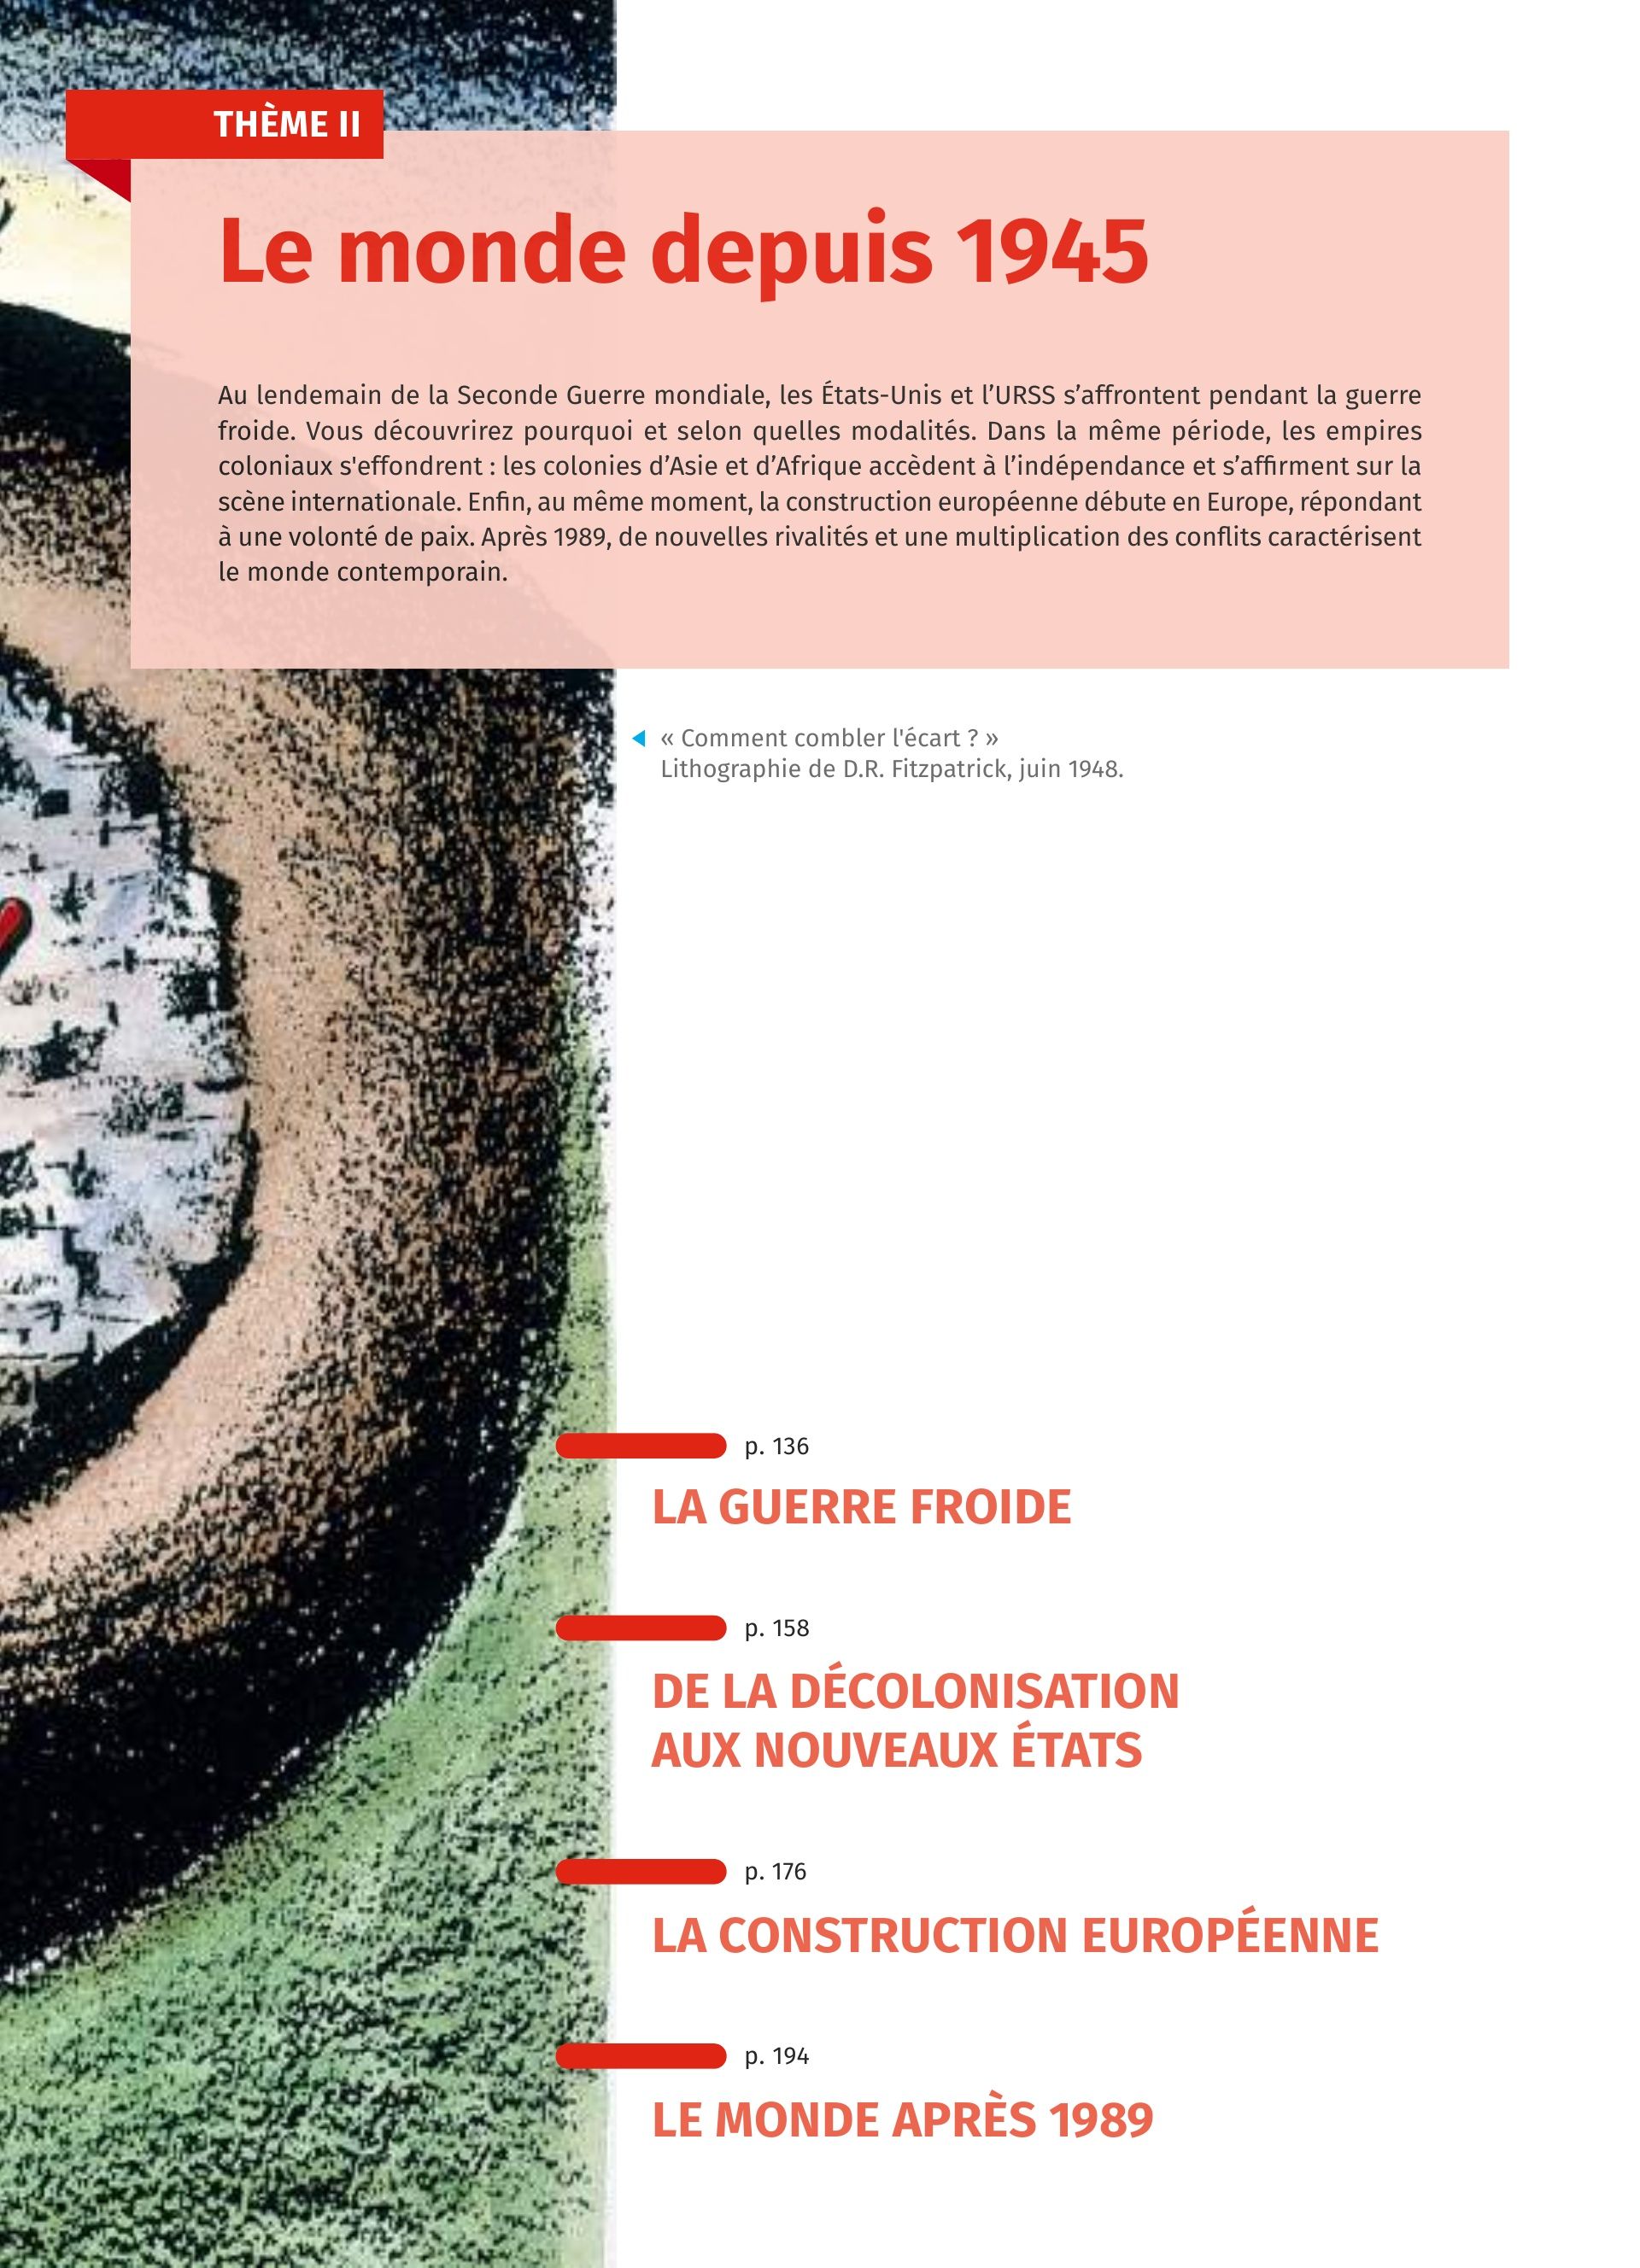 THÈME II
Le monde depuis 1945
Au lendemain de la Seconde Guerre mondiale, les États-Unis et l’URSS s’affrontent pendant la guerre
froide. Vous découvrirez pourquoi et selon quelles modalités. Dans la même période, les empires
coloniaux s'effondrent : les colonies d’Asie et d’Afrique accèdent à l’indépendance et s’affirment sur la
scène internationale. Enfin, au même moment, la construction européenne débute en Europe, répondant
à une volonté de paix. Après 1989, de nouvelles rivalités et une multiplication des conflits caractérisent
le monde contemporain.
« Comment combler l'écart ? »
Lithographie de D.R. Fitzpatrick, juin 1948.
p. 136
LA GUERRE FROIDE
p. 158
DE LA DÉCOLONISATION
AUX NOUVEAUX ÉTATS
p. 176
LA CONSTRUCTION EUROPÉENNE
p. 194
LE MONDE APRÈS 1989